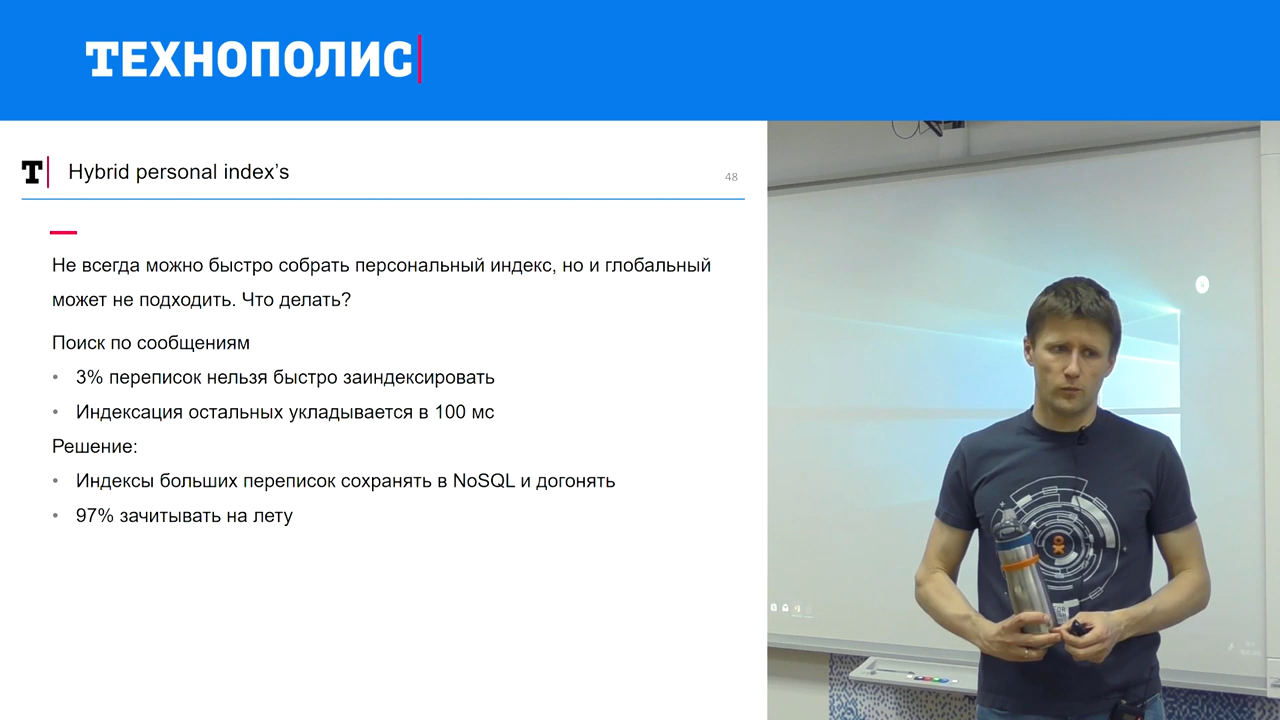 ТЕХНОПОЛИС
T
Hybrid personal index’s
48
Не всегда можно быстро собрать персональный индекс, но и глобальный
может не подходить. Что делать?
Поиск по сообщениям
• 3% переписок нельзя быстро заиндексировать
• Индексация остальных укладывается в 100 мс
Решение:
• Индексы больших переписок сохранять в NoSQL и догонять
• 97% зачитывать на лету